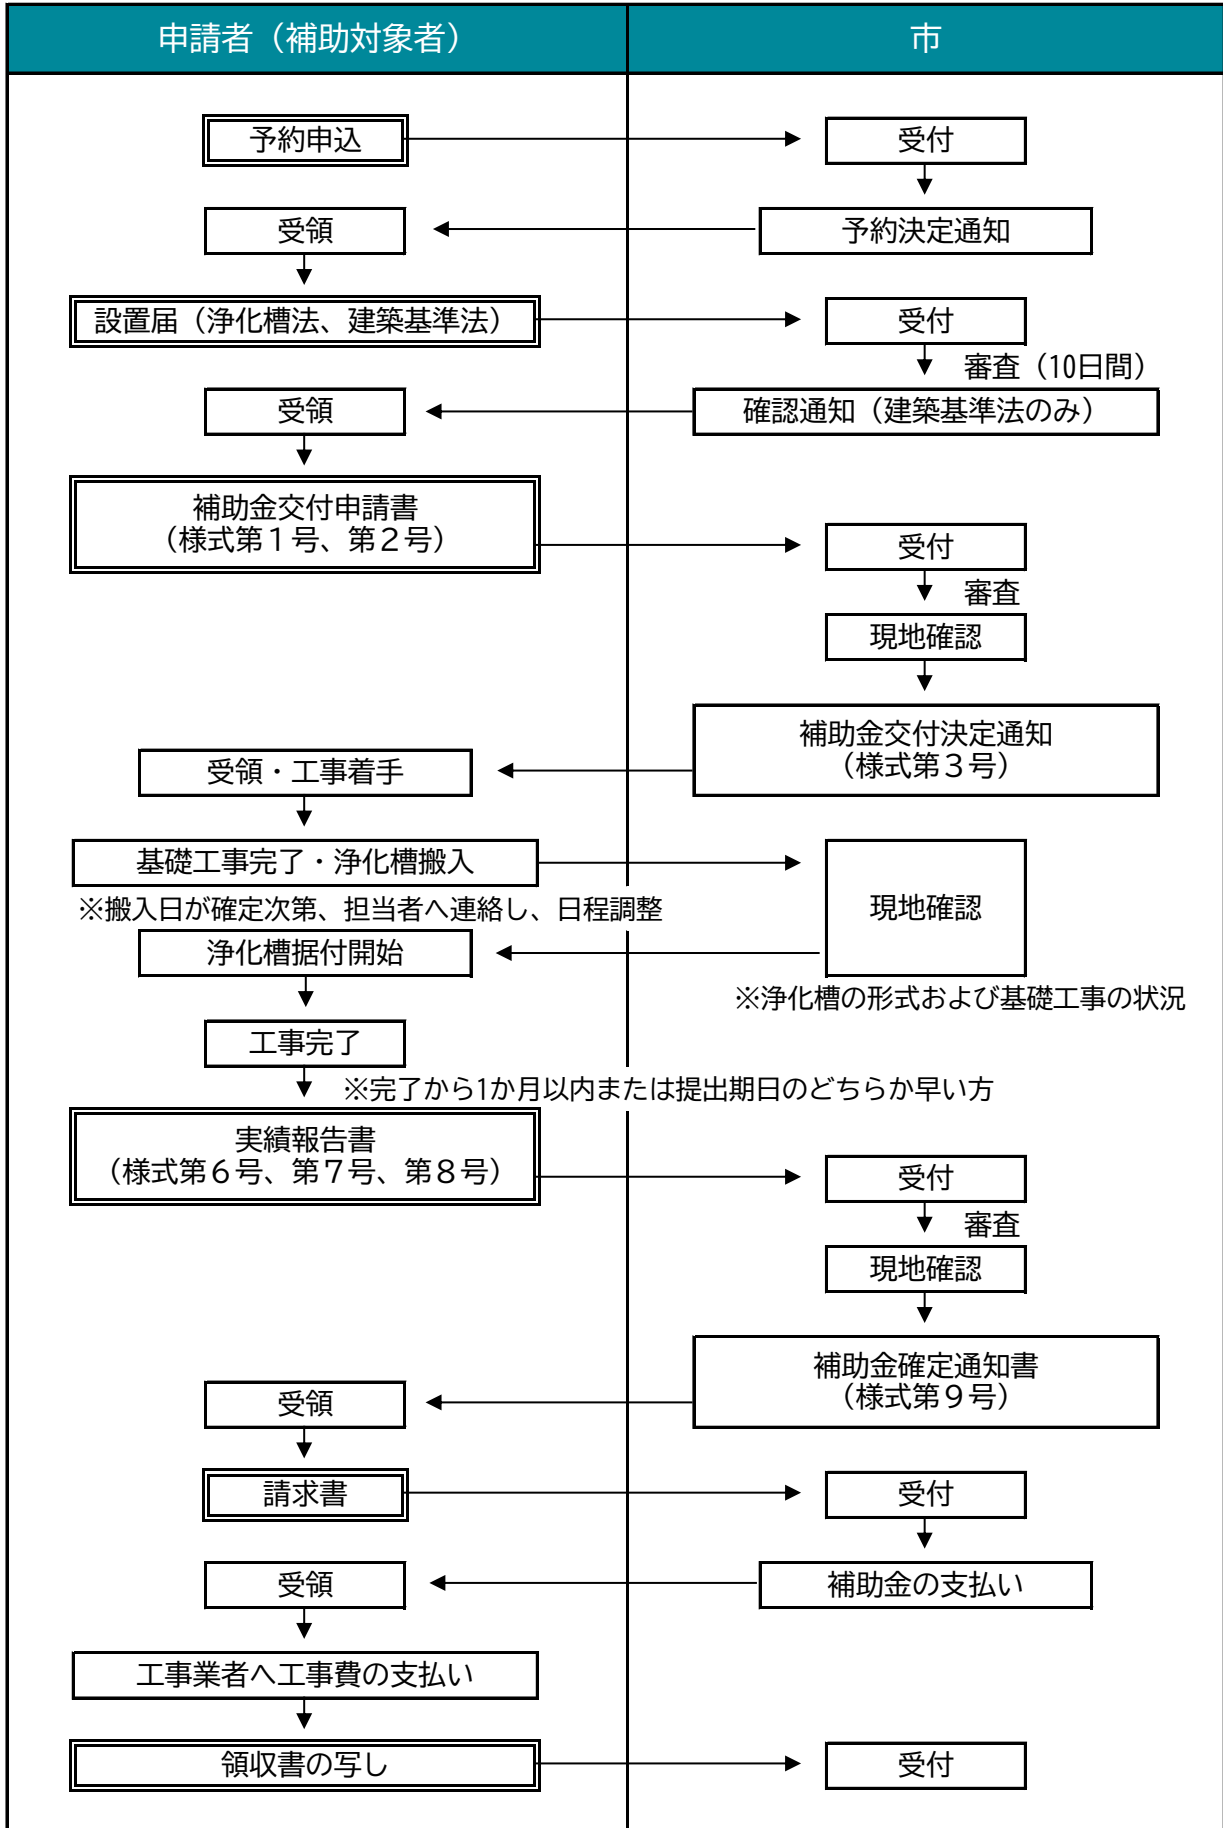 申請者（補助対象者）
市
予約申込
受付
予約決定通知
受領
設置届（浄化槽法、建築基準法）
受付
審査（10日間）
確認通知（建築基準法のみ）
受領
補助金交付申請書
（様式第１号、第２号）
受付
審査
現地確認
補助金交付決定通知
（様式第３号）
受領・工事着手
基礎工事完了・浄化槽搬入
※搬入日が確定次第、担当者へ連絡し、日程調整
現地確認
※浄化槽の形式および基礎工事の状況
浄化槽据付開始
工事完了
※完了から1か月以内または提出期日のどちらか早い方
実績報告書
（様式第６号、第７号、第８号）
受付
審査
現地確認
補助金確定通知書
（様式第９号）
受領
請求書
受付
補助金の支払い
受領
工事業者へ工事費の支払い
領収書の写し
受付